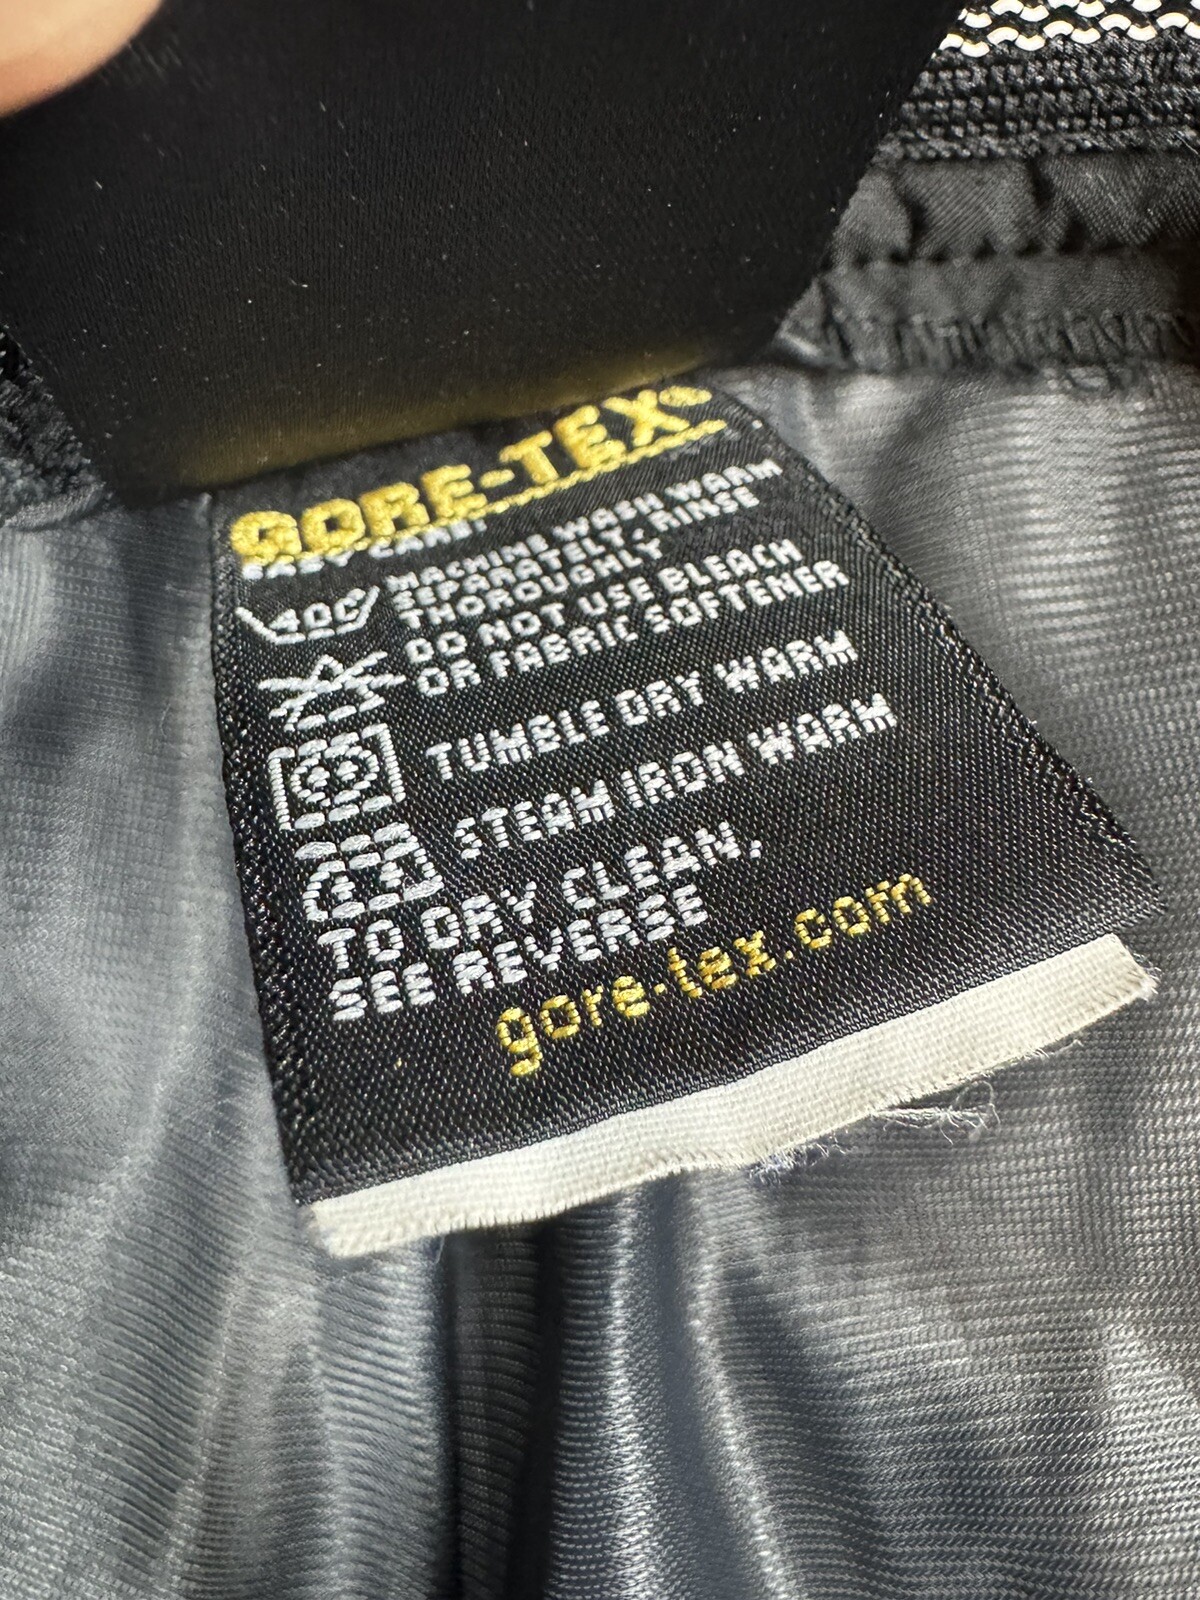 GORE-TEX®
EASY CARE:
40C MACHINE WASH WARM
SEPARATELY, RINSE
THOROUGHLY
DO NOT USE BLEACH
OR FABRIC SOFTENER
TUMBLE DRY WARM
STEAM IRON WARM
TO DRY CLEAN,
SEE REVERSE
gore-tex.com